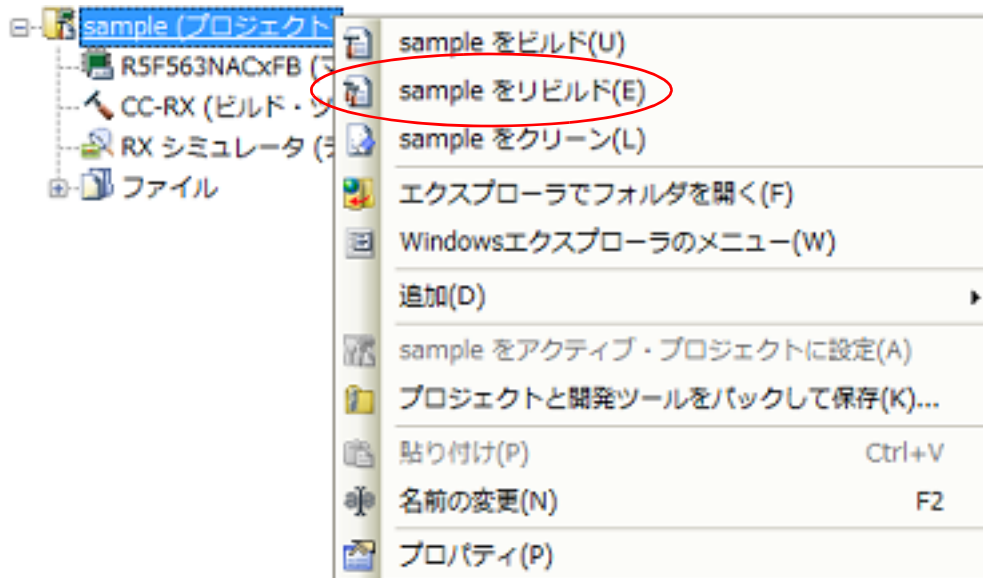 sample (プロジェクト
R5F563NACxFB (
CC-RX (ビルド・
RX シミュレータ (
ファイル
sample をビルド(U)
sample をリビルド(E)
sample をクリーン(L)
エクスプローラでフォルダを開く(F)
Windowsエクスプローラのメニュー(W)
追加(D)
sample をアクティブ・プロジェクトに設定(A)
プロジェクトと開発ツールをパックして保存(K)...
貼り付け(P) Ctrl+V
名前の変更(N) F2
プロパティ(P)